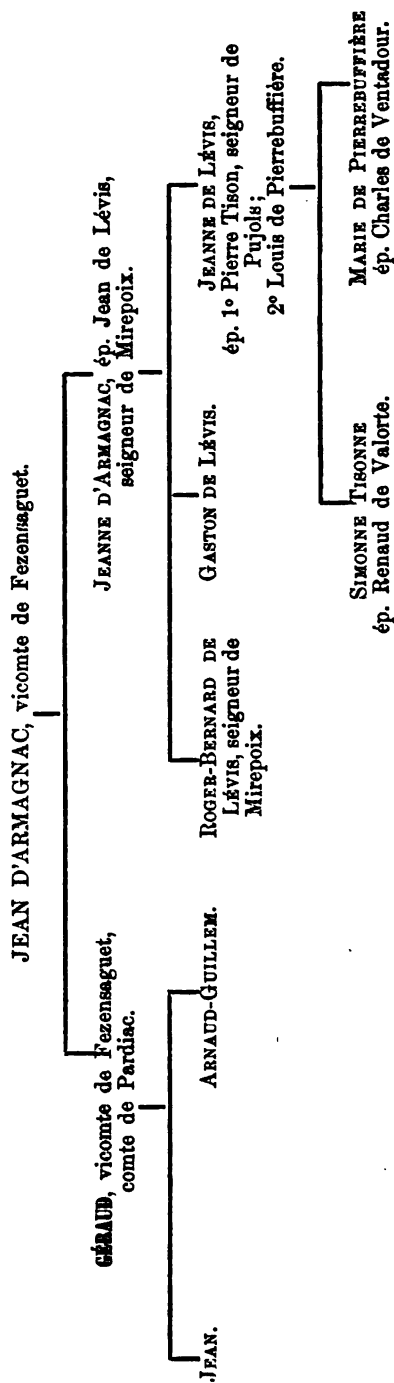 JEAN D'ARMAGNAC, vicomte de Fezensaguet.
GÉRAUD, vicomte de Fezensaguet,
comte de Pardiac.
JEANNE D'ARMAGNAC, ép. Jean de Lévis,
seigneur de Mirepoix.
JEAN.
ARNAUD-GUILLEM.
ROGER-BERNARD DE
LÉVIS, seigneur de
Mirepoix.
GASTON DE LÉVIS.
JEANNE DE LÉVIS,
ép. 1º Pierre Tison, seigneur de
Pujols;
2º Louis de Pierrebuffière.
SIMONNE TISONNE
ép. Renaud de Valorte.
MARIE DE PIERREBUFFIÈRE
ép. Charles de Ventadour.